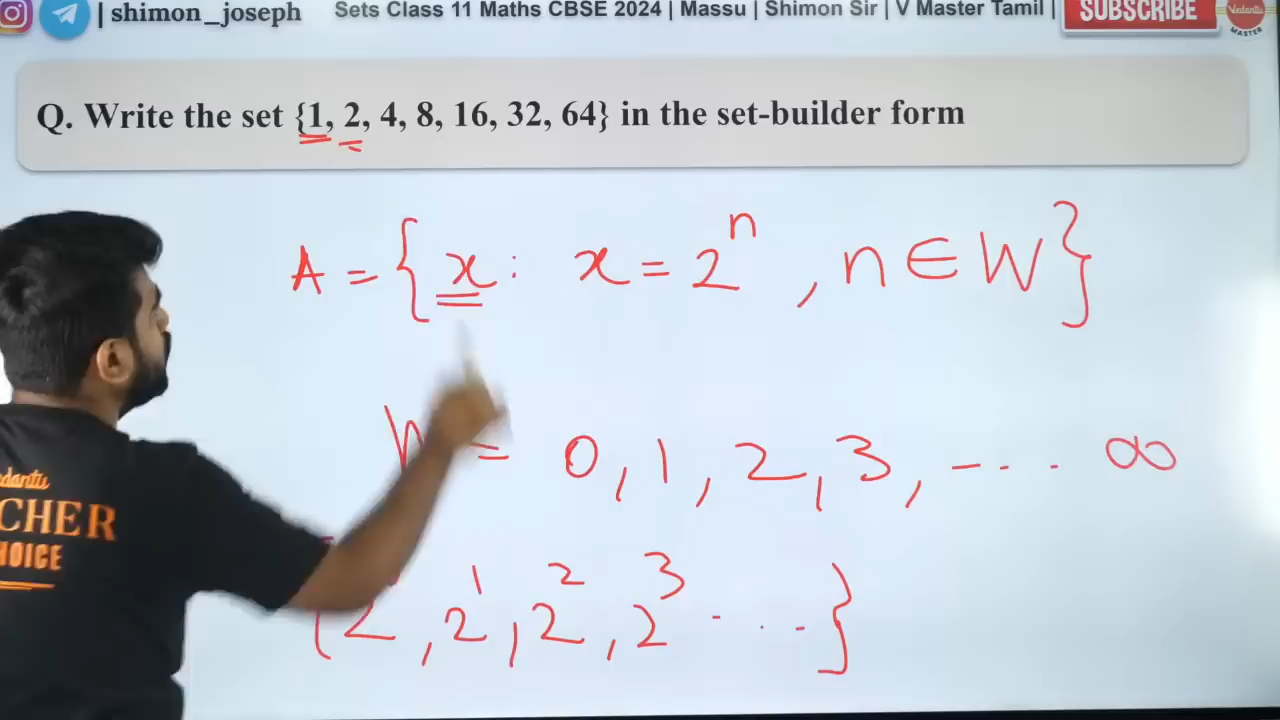 | shimon_joseph Sets Class 11 Maths CBSE 2024 | Massu | Shimon Sir | V Master Tamil | SUBSCRIBE
Vedantu
MASTER
Q. Write the set {1, 2, 4, 8, 16, 32, 64} in the set-builder form
A = { x : x = 2ⁿ , n ∈ W }
= 0, 1, 2, 3, - - · · ∞
2 , 2¹, 2², 2³ · · - }
CHER